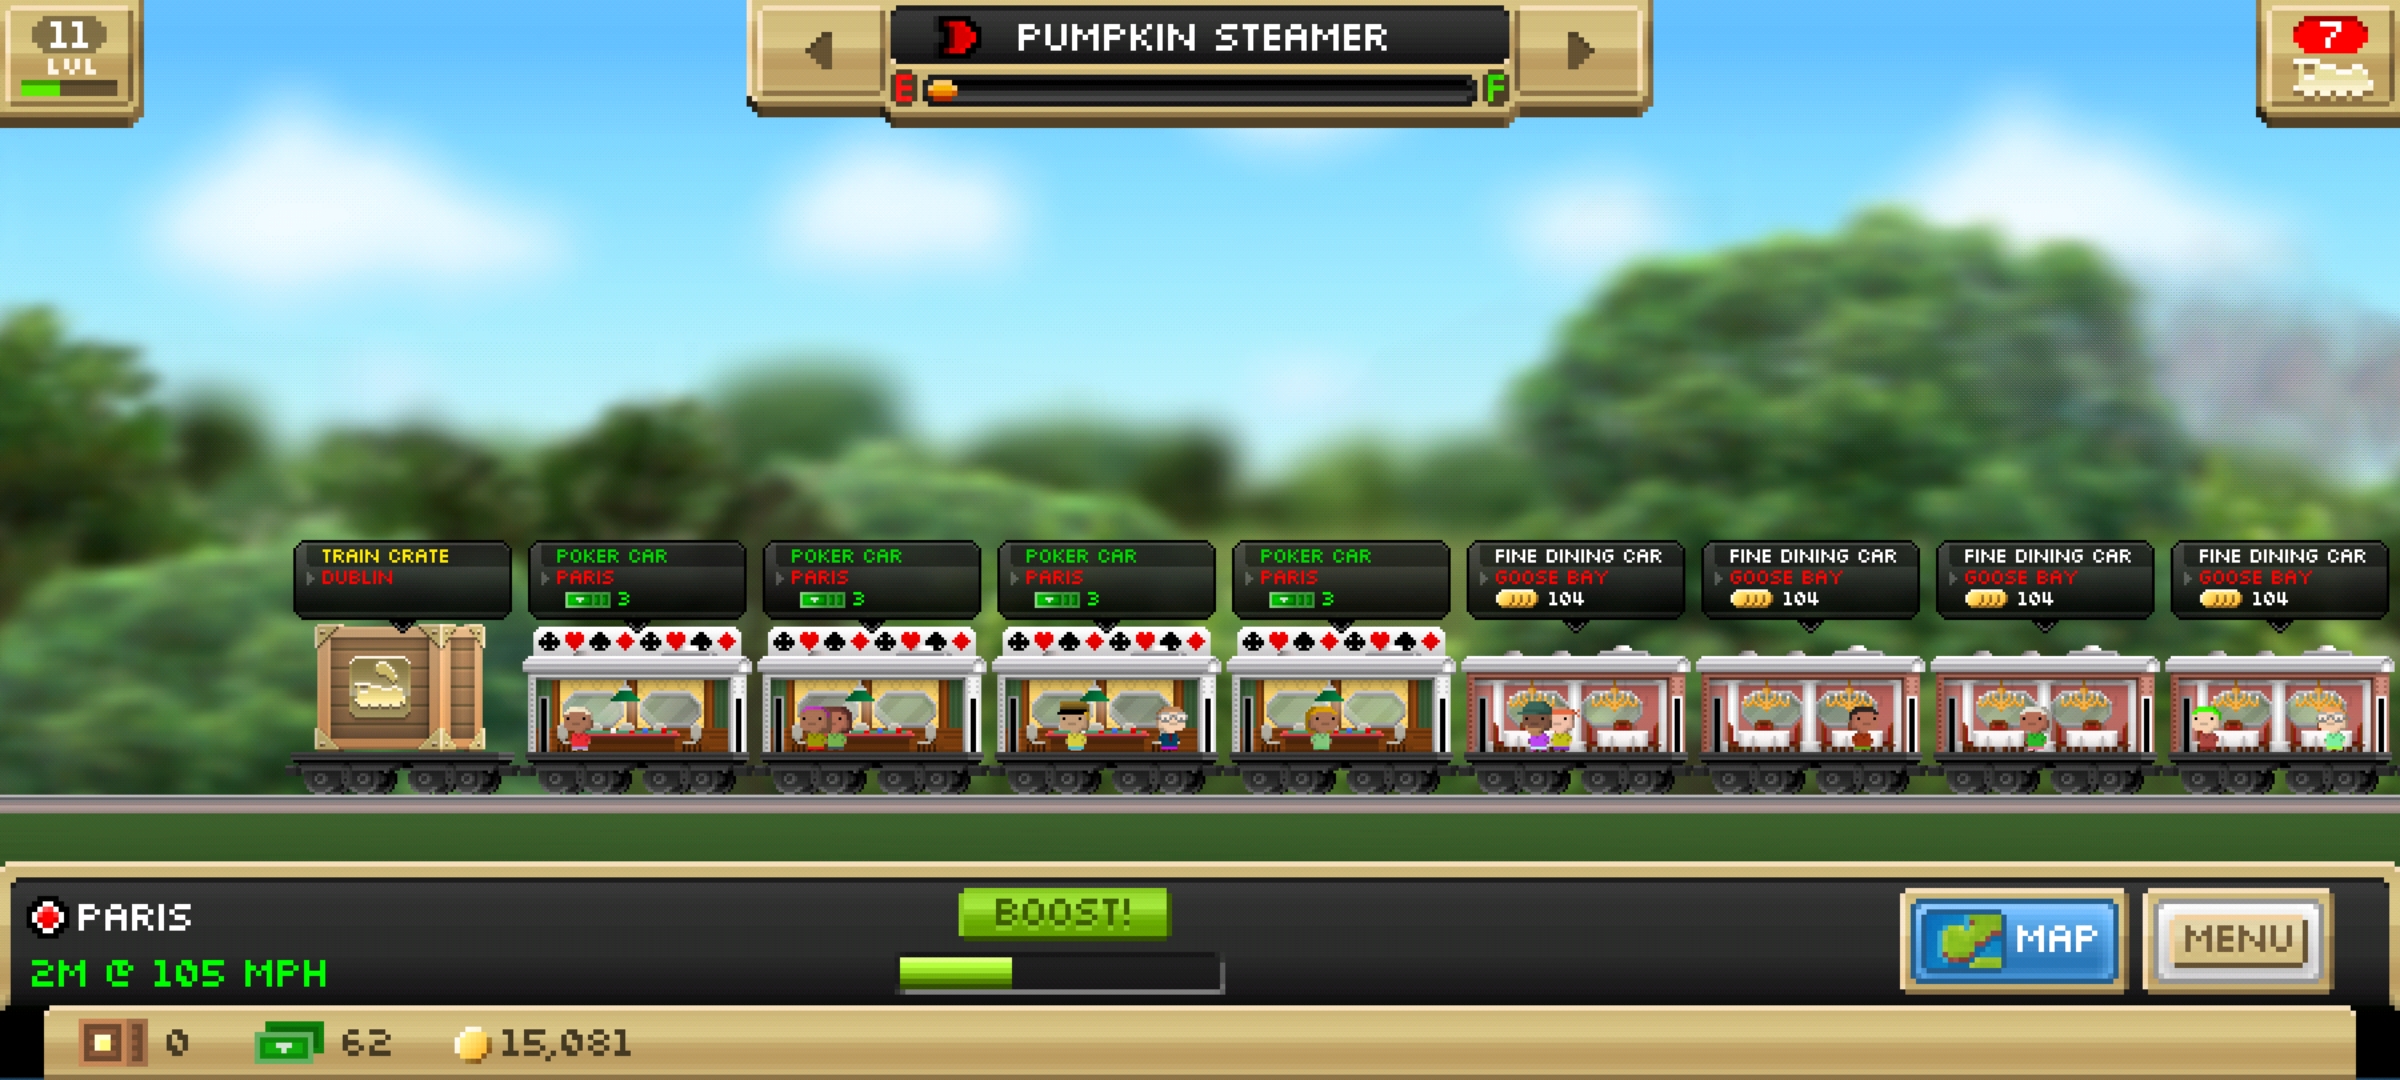 11
LVL
PUMPKIN STEAMER
E F
7
TRAIN CRATE
DUBLIN
POKER CAR
PARIS
3
POKER CAR
PARIS
3
POKER CAR
PARIS
3
POKER CAR
PARIS
3
FINE DINING CAR
GOOSE BAY
104
FINE DINING CAR
GOOSE BAY
104
FINE DINING CAR
GOOSE BAY
104
FINE DINING CAR
GOOSE BAY
104
PARIS
2M @ 105 MPH
BOOST!
MAP
MENU
0 62 15,081